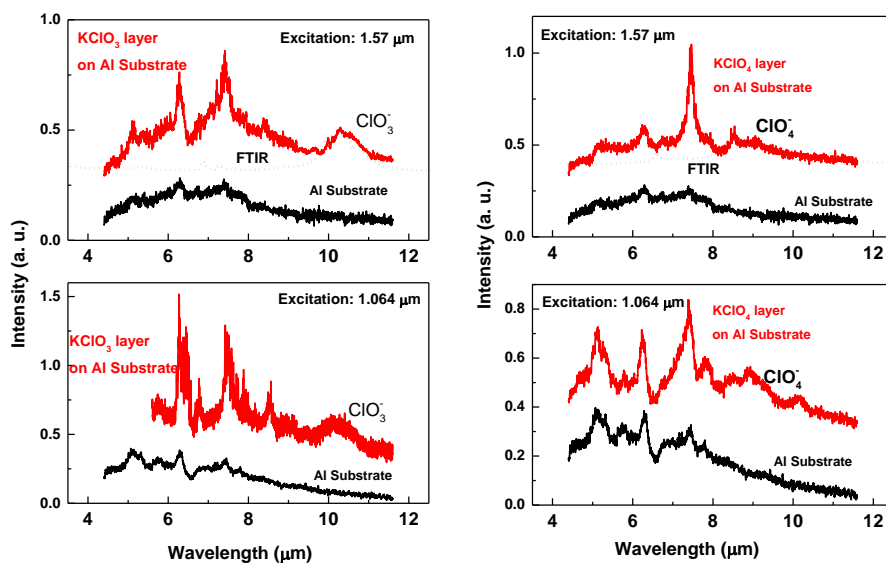 1.0
0.5
0.0
KClO₃ layer
on Al Substrate
Excitation: 1.57 μm
ClO₃⁻
FTIR
Al Substrate
4 6 8 10 12
1.0
0.5
0.0
Excitation: 1.57 μm
KClO₄ layer
on Al Substrate
ClO₄⁻
FTIR
Al Substrate
4 6 8 10 12
Intensity (a. u.)
1.5
1.0
0.5
0.0
Excitation: 1.064 μm
KClO₃ layer
on Al Substrate
ClO₃⁻
Al Substrate
4 6 8 10 12
Wavelength (μm)
Intensity (a. u.)
0.8
0.6
0.4
0.2
0.0
Excitation: 1.064 μm
KClO₄ layer
on Al Substrate
ClO₄⁻
Al Substrate
4 6 8 10 12
Wavelength (μm)